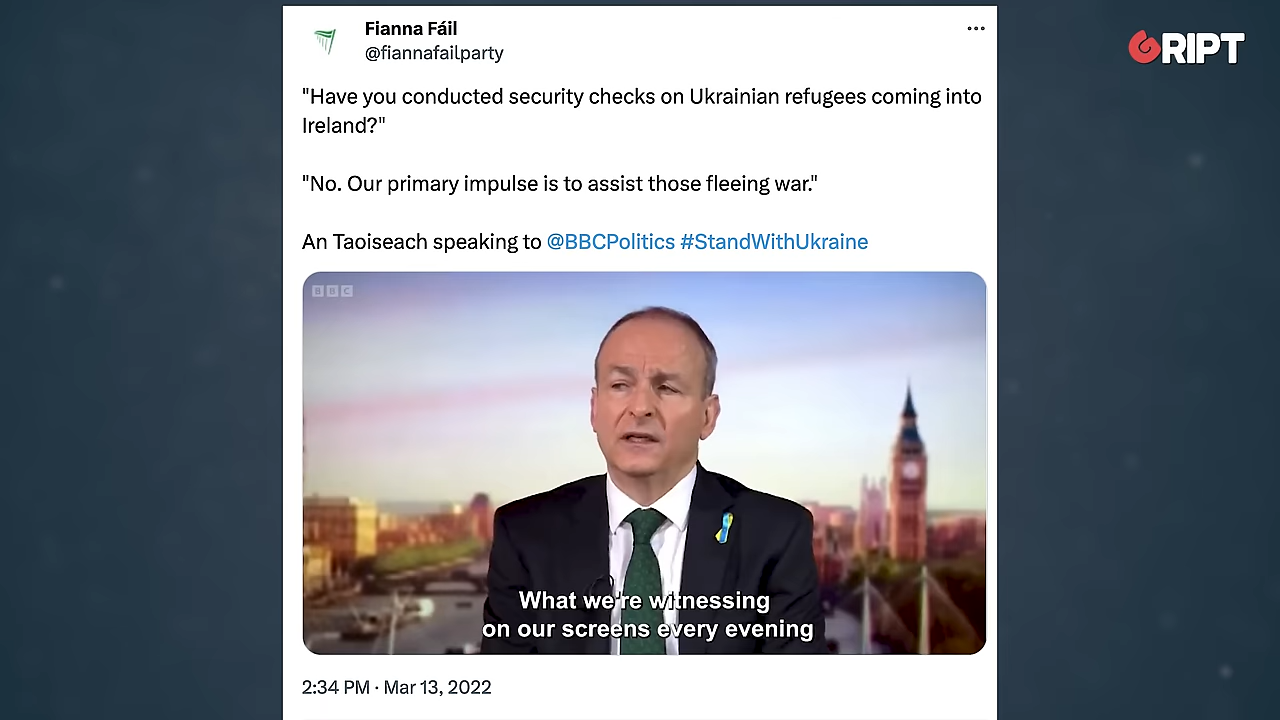 Fianna Fáil
@fiannafailparty
GRIPT
"Have you conducted security checks on Ukrainian refugees coming into
Ireland?"
"No. Our primary impulse is to assist those fleeing war."
An Taoiseach speaking to @BBCPolitics #StandWithUkraine
BBC
What we're witnessing
on our screens every evening
2:34 PM · Mar 13, 2022